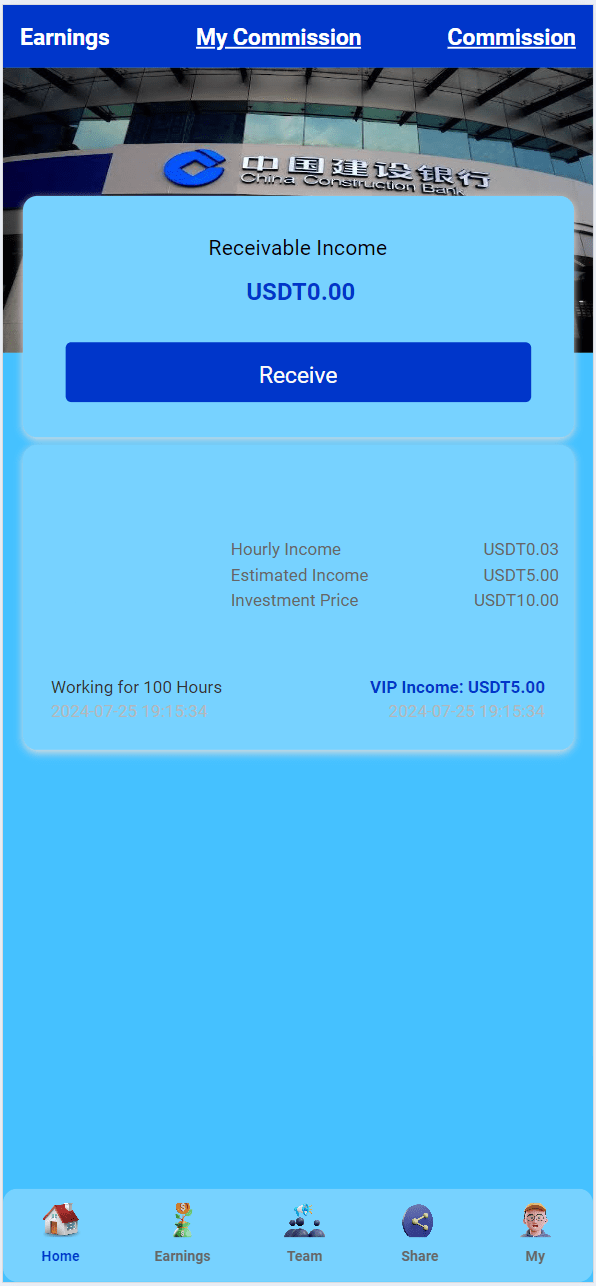 Earnings My Commission Commission
中国建设银行
China Construction Bank
Receivable Income
USDT0.00
Receive
Hourly Income USDT0.03
Estimated Income USDT5.00
Investment Price USDT10.00
Working for 100 Hours VIP Income: USDT5.00
2024-07-25 19:15:34 2024-07-25 19:15:34
Home Earnings Team Share My